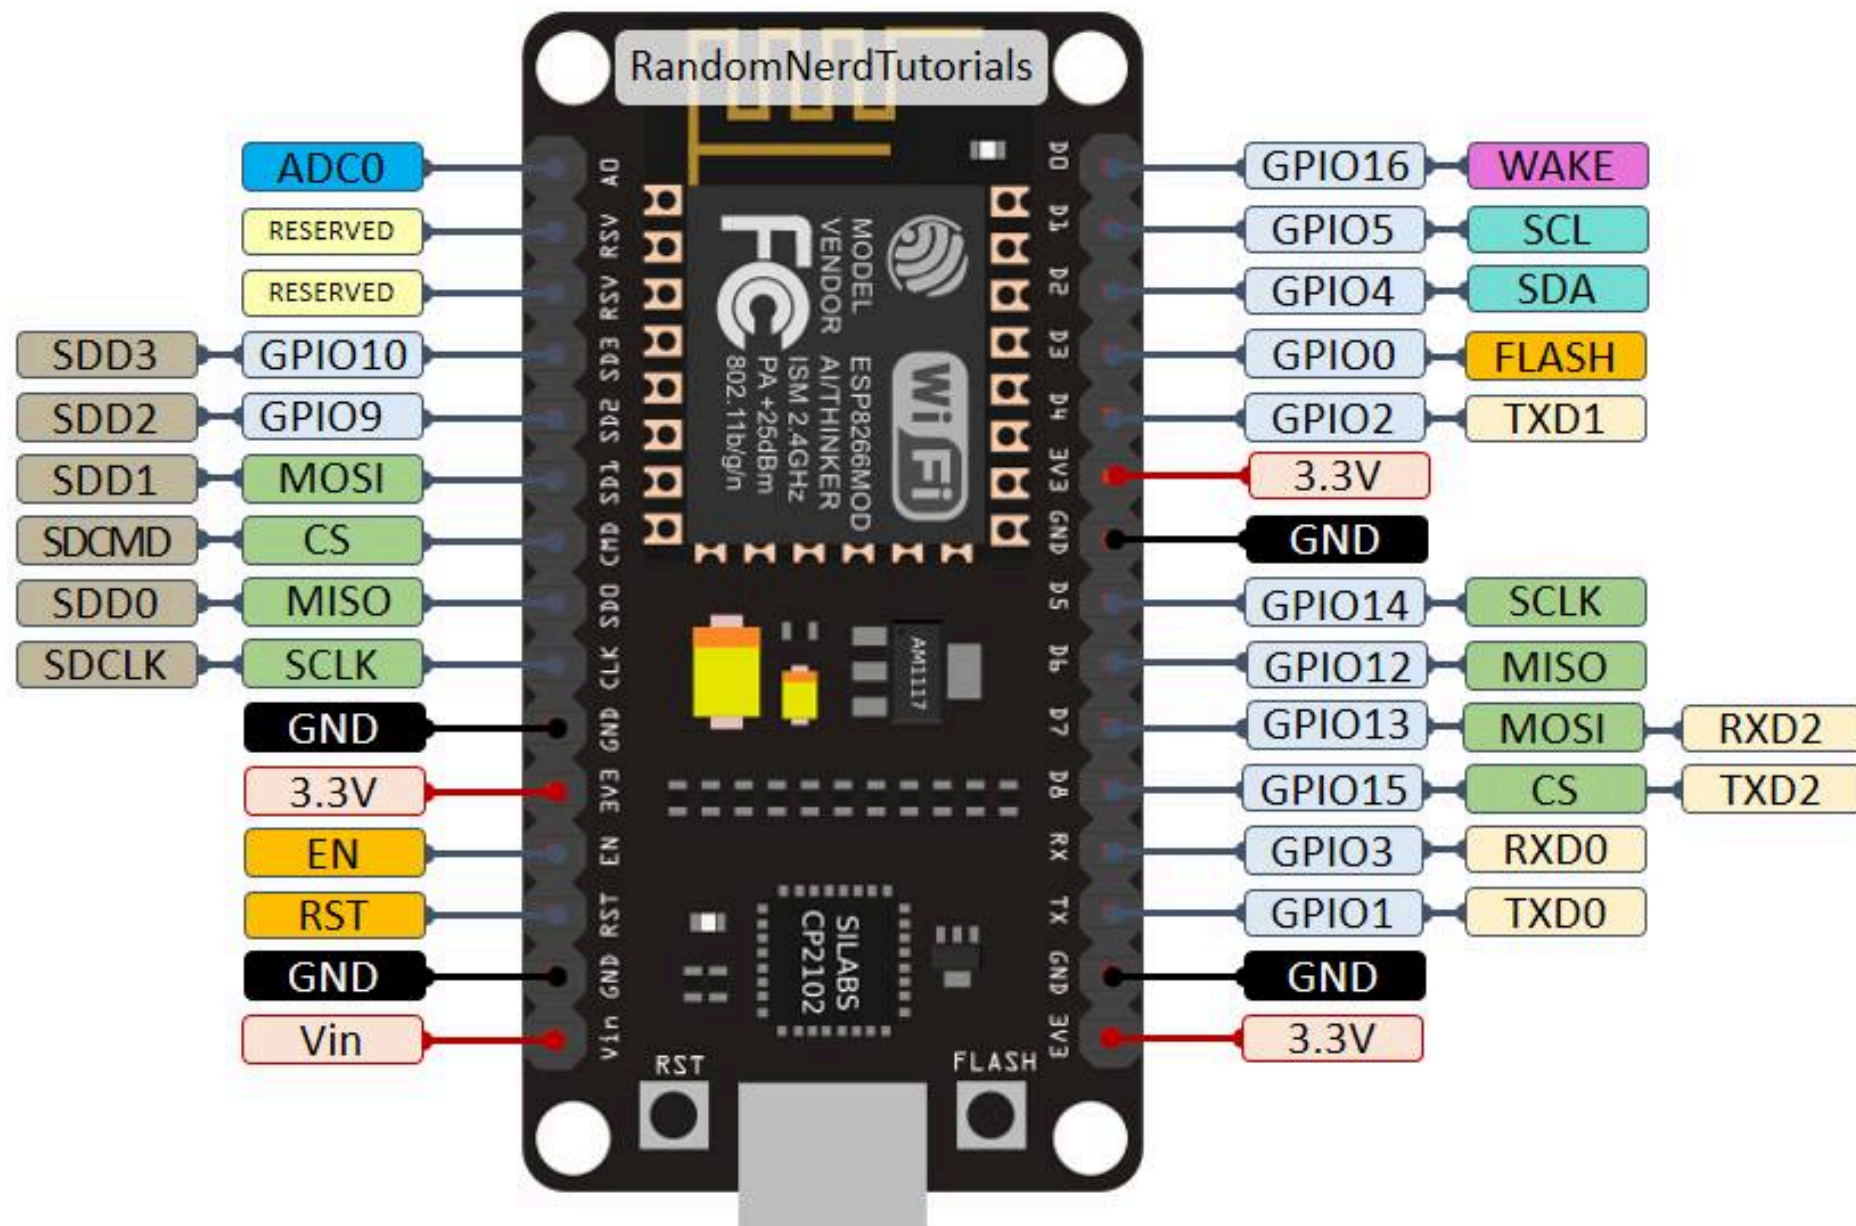 RandomNerdTutorials
ADC0
A0
D0
GPIO16
WAKE
RESERVED
RSV
D1
GPIO5
SCL
RESERVED
RSV
D2
GPIO4
SDA
SDD3
GPIO10
SD3
D3
GPIO0
FLASH
SDD2
GPIO9
SD2
D4
GPIO2
TXD1
SDD1
MOSI
SD1
3V3
3.3V
SDCMD
CS
CMD
GND
GND
SDD0
MISO
SD0
D5
GPIO14
SCLK
SDCLK
SCLK
CLK
D6
GPIO12
MISO
GND
GND
D7
GPIO13
MOSI
RXD2
3.3V
3V3
D8
GPIO15
CS
TXD2
EN
EN
RX
GPIO3
RXD0
RST
RST
TX
GPIO1
TXD0
GND
GND
GND
GND
Vin
Vin
3V3
3.3V
MODEL ESP8266MOD
VENDOR AI/THINKER
ISM 2.4GHz
PA +25dBm
802.11b/g/n
FC
Wi Fi
AM1117
SILABS
CP2102
RST
FLASH